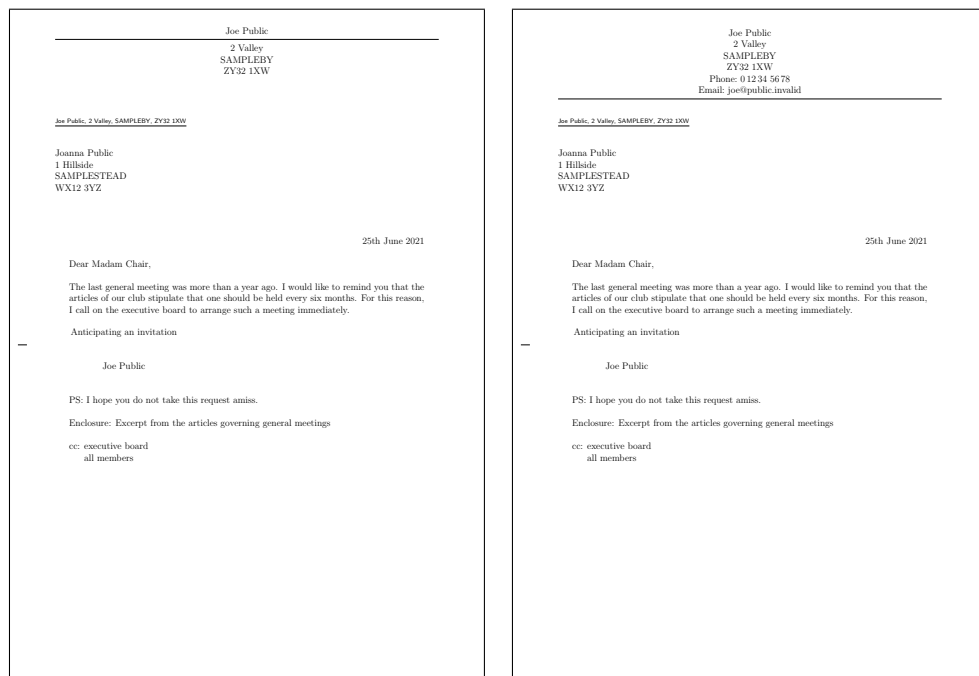 Joe Public
2 Valley
SAMPLEBY
ZY32 1XW
Joe Public, 2 Valley, SAMPLEBY, ZY32 1XW
Joanna Public
1 Hillside
SAMPLESTEAD
WX12 3YZ
25th June 2021
Dear Madam Chair,
The last general meeting was more than a year ago. I would like to remind you that the
articles of our club stipulate that one should be held every six months. For this reason,
I call on the executive board to arrange such a meeting immediately.
Anticipating an invitation
Joe Public
PS: I hope you do not take this request amiss.
Enclosure: Excerpt from the articles governing general meetings
cc: executive board
all members
Joe Public
2 Valley
SAMPLEBY
ZY32 1XW
Phone: 0 12 34 56 78
Email: joe@public.invalid
Joe Public, 2 Valley, SAMPLEBY, ZY32 1XW
Joanna Public
1 Hillside
SAMPLESTEAD
WX12 3YZ
25th June 2021
Dear Madam Chair,
The last general meeting was more than a year ago. I would like to remind you that the
articles of our club stipulate that one should be held every six months. For this reason,
I call on the executive board to arrange such a meeting immediately.
Anticipating an invitation
Joe Public
PS: I hope you do not take this request amiss.
Enclosure: Excerpt from the articles governing general meetings
cc: executive board
all members